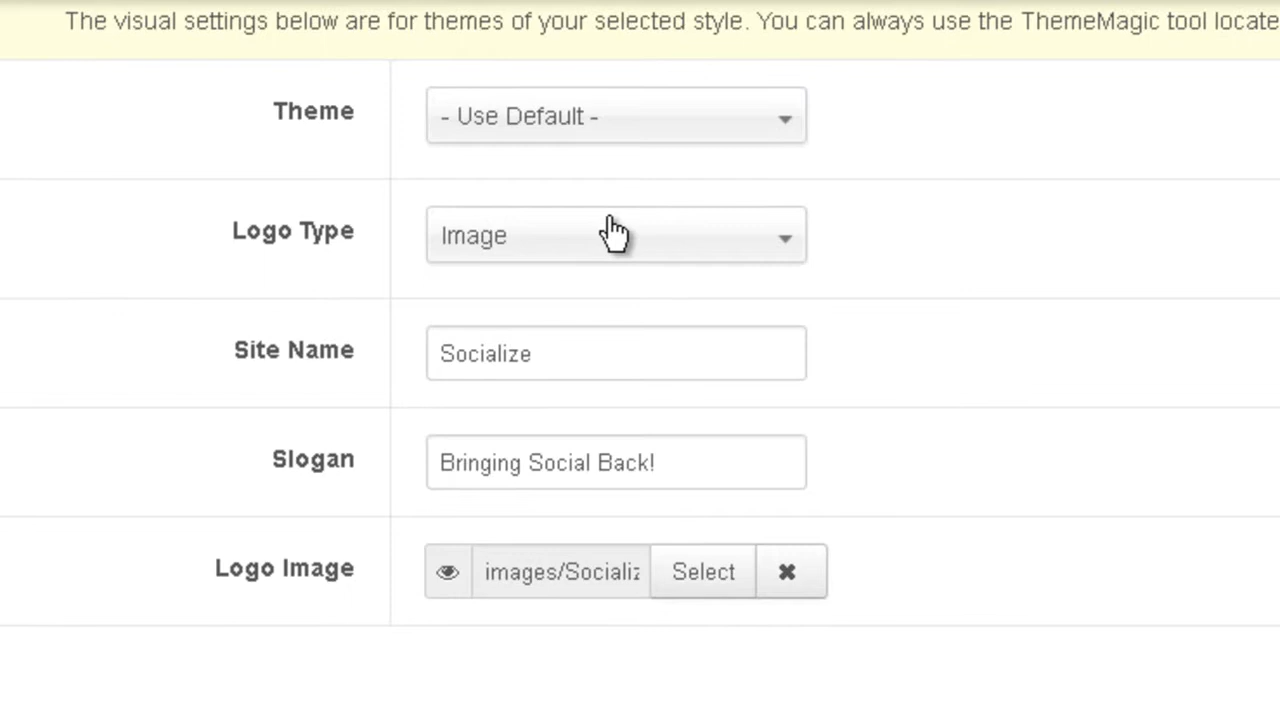 The visual settings below are for themes of your selected style. You can always use the ThemeMagic tool locate
Theme
- Use Default -
Logo Type
Image
Site Name
Socialize
Slogan
Bringing Social Back!
Logo Image
images/Socializ
Select